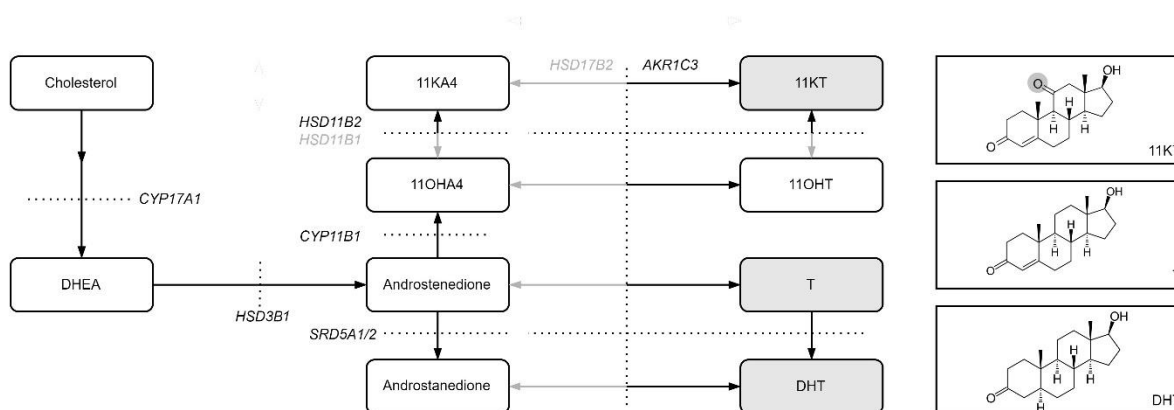 HSD17B2 AKR1C3
Cholesterol 11KA4 11KT
O OH
H
H H
O
11KT
HSD11B2
HSD11B1
11OHA4 11OHT
CYP17A1
OH
H
H H
O
CYP11B1
DHEA Androstenedione T
HSD3B1
SRD5A1/2
OH
H
H H
O
H
Androstanedione DHT
DHT